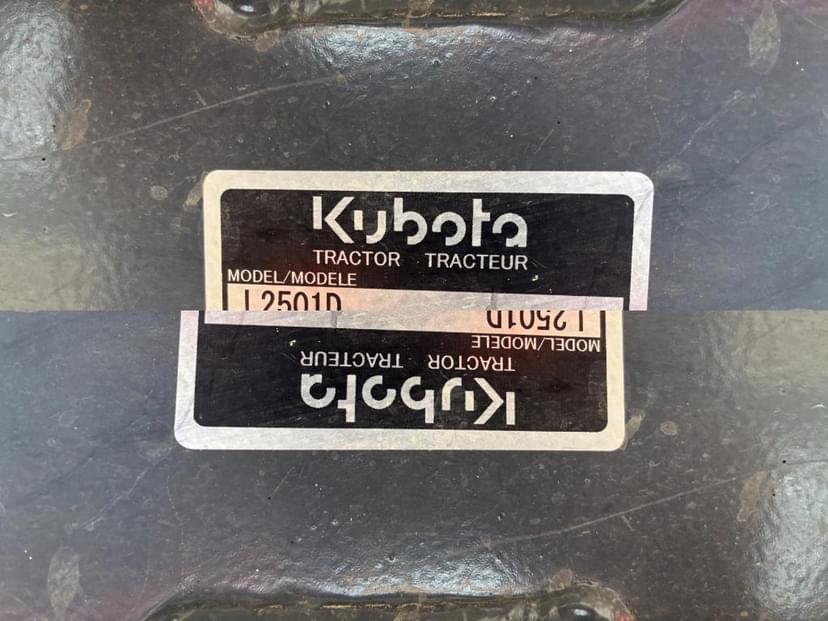 Kubota
TRACTOR TRACTEUR
MODEL/MODELE
L2501D
L2501D
MODEL/MODELE
TRACTOR TRACTEUR
Kubota